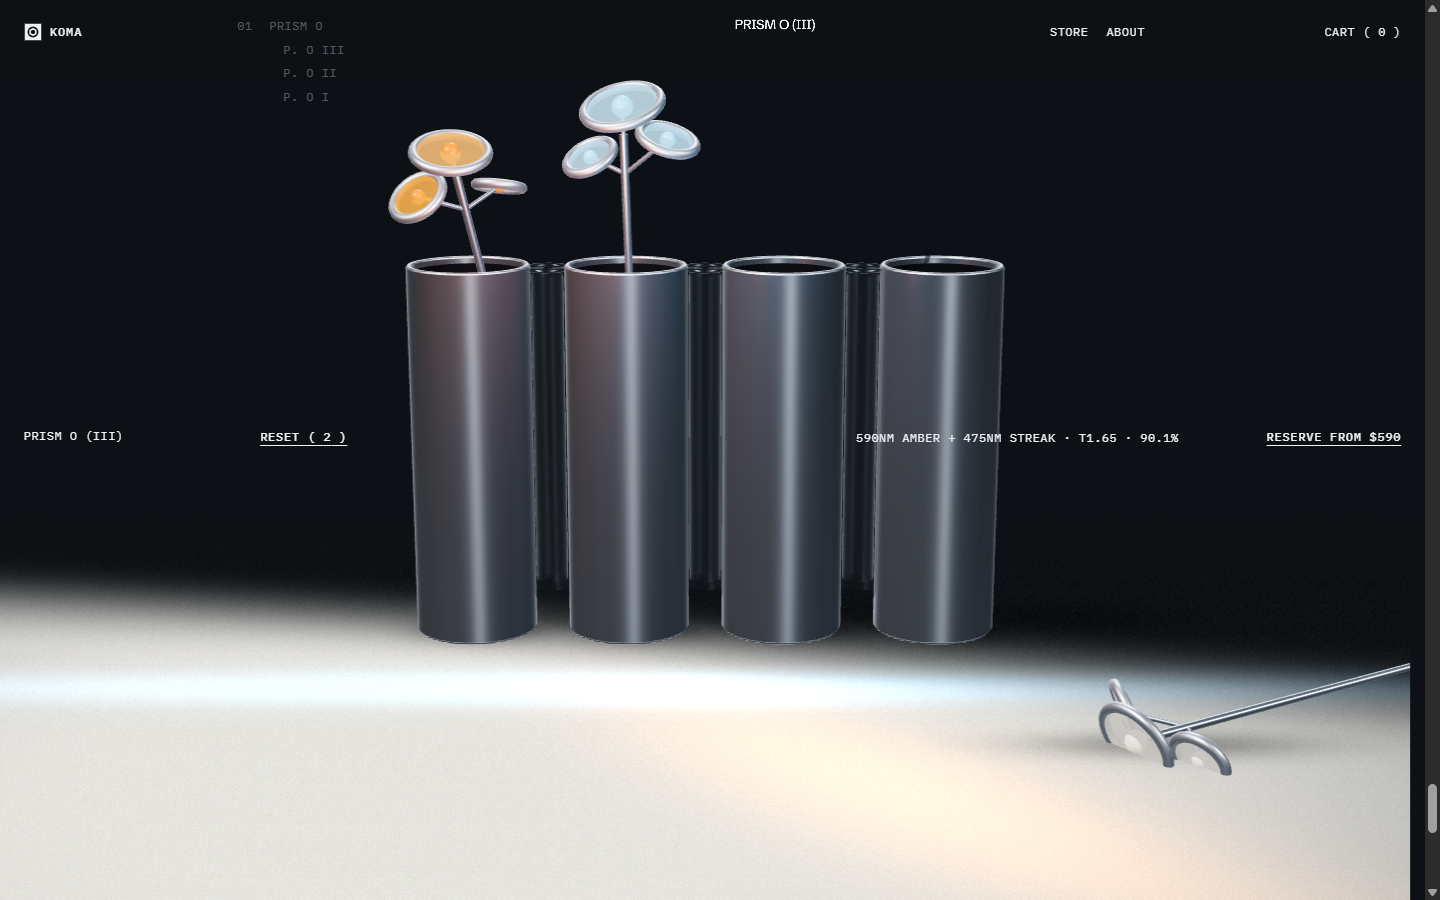 KOMA
01 PRISM O
P. O III
P. O II
P. O I
PRISM O (III)
STORE ABOUT
CART ( 0 )
PRISM O (III)
RESET ( 2 )
590NM AMBER + 475NM STREAK · T1.65 · 90.1%
RESERVE FROM $590